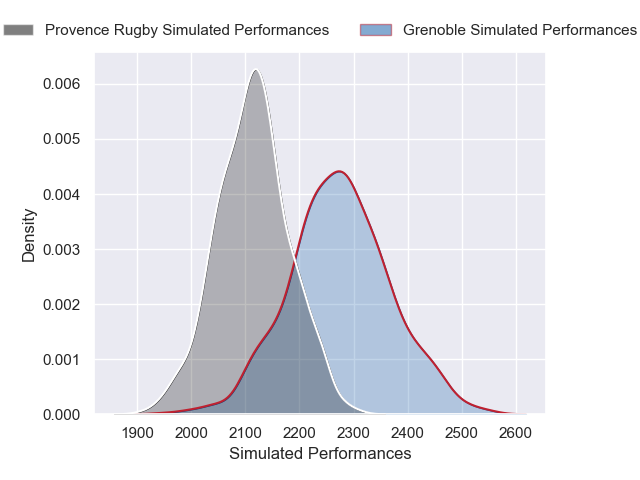 Provence Rugby Simulated Performances
Grenoble Simulated Performances
0.006
0.005
0.004
0.003
0.002
0.001
0.000
Density
1900 2000 2100 2200 2300 2400 2500 2600
Simulated Performances